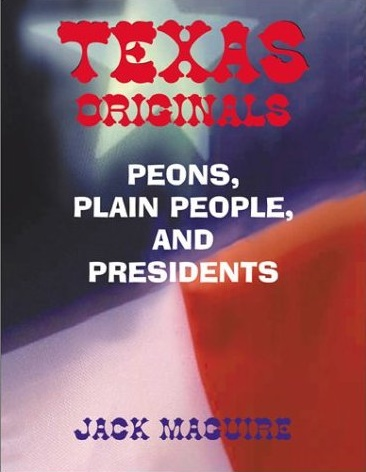 TEXAS
ORIGINALS
PEONS,
PLAIN PEOPLE,
AND
PRESIDENTS
JACK MAGUIRE